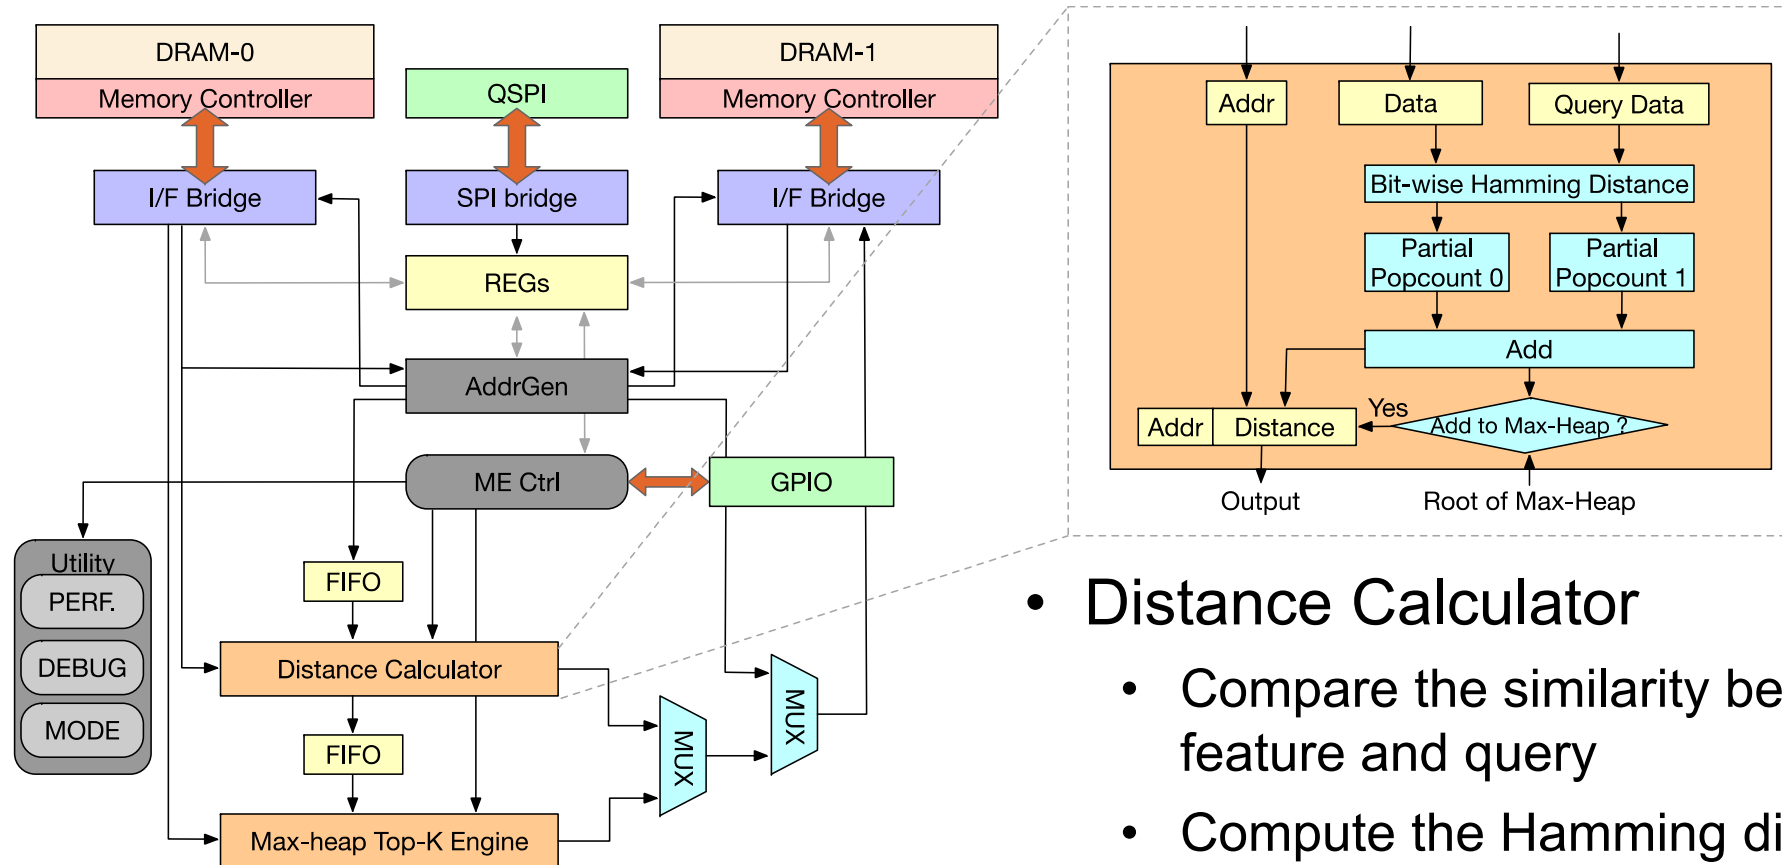 DRAM-0
Memory Controller
QSPI
DRAM-1
Memory Controller
I/F Bridge
SPI bridge
I/F Bridge
REGs
AddrGen
ME Ctrl
GPIO
Utility
PERF.
DEBUG
MODE
FIFO
Distance Calculator
FIFO
Max-heap Top-K Engine
MUX
MUX
Addr
Data
Query Data
Bit-wise Hamming Distance
Partial
Popcount 0
Partial
Popcount 1
Add
Yes
Add to Max-Heap ?
Addr
Distance
Output
Root of Max-Heap
• Distance Calculator
• Compare the similarity be
feature and query
• Compute the Hamming di